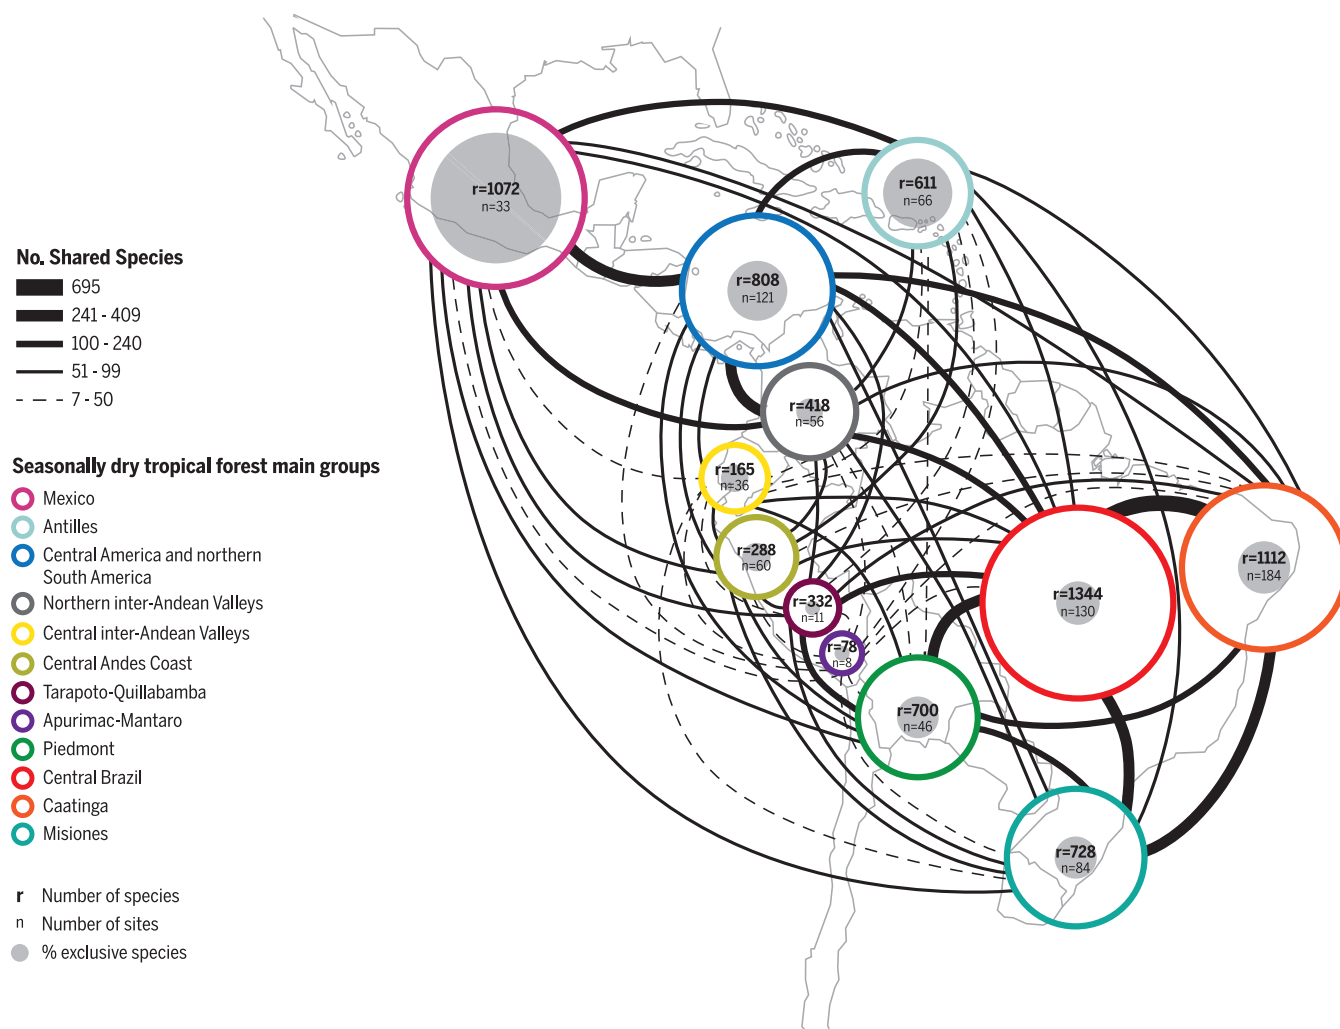 r=1072
n=33
r=611
n=66
No. Shared Species
695
241 - 409
100 - 240
51 - 99
7 - 50
r=808
n=121
r=418
n=56
Seasonally dry tropical forest main groups
Mexico
Antilles
Central America and northern
South America
Northern inter-Andean Valleys
Central inter-Andean Valleys
Central Andes Coast
Tarapoto-Quillabamba
Apurimac-Mantaro
Piedmont
Central Brazil
Caatinga
Misiones
r=165
n=36
r=288
n=60
r=332
n=11
r=78
n=8
r=1344
n=130
r=1112
n=184
r=700
n=46
r=728
n=84
r Number of species
n Number of sites
% exclusive species